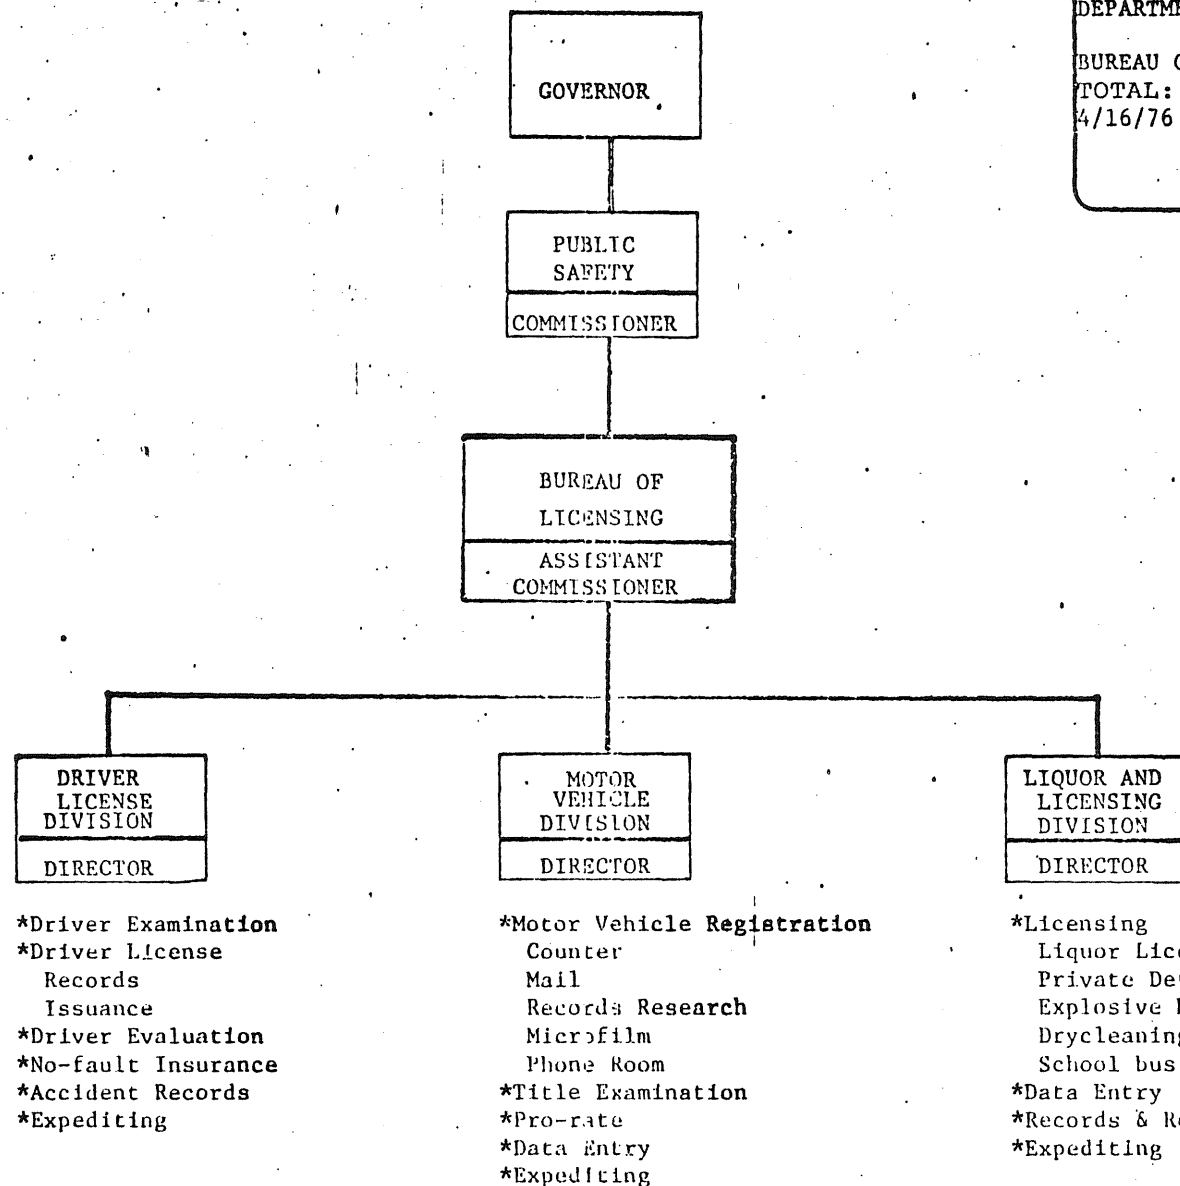 GOVERNOR
BUREAU
TOTAL:
4/16/76
PUBLIC
SAFETY
COMMISSIONER
BUREAU OF
LICENSING
ASSISTANT
COMMISSIONER
DRIVER
LICENSE
DIVISION
DIRECTOR
*Driver Examination
*Driver License
Records
Issuance
*Driver Evaluation
*No-fault Insurance
*Accident Records
*Expediting
MOTOR
VEHICLE
DIVISION
DIRECTOR
*Motor Vehicle Registration
Counter
Mail
Records Research
Microfilm
Phone Room
*Title Examination
*Pro-rate
*Data Entry
*Expediting
LIQUOR AND
LICENSING
DIVISION
DIRECTOR
*Licensing
Liquor
Private
Explosive
Drycleaning
School bus
*Data Entry
*Records &
*Expediting